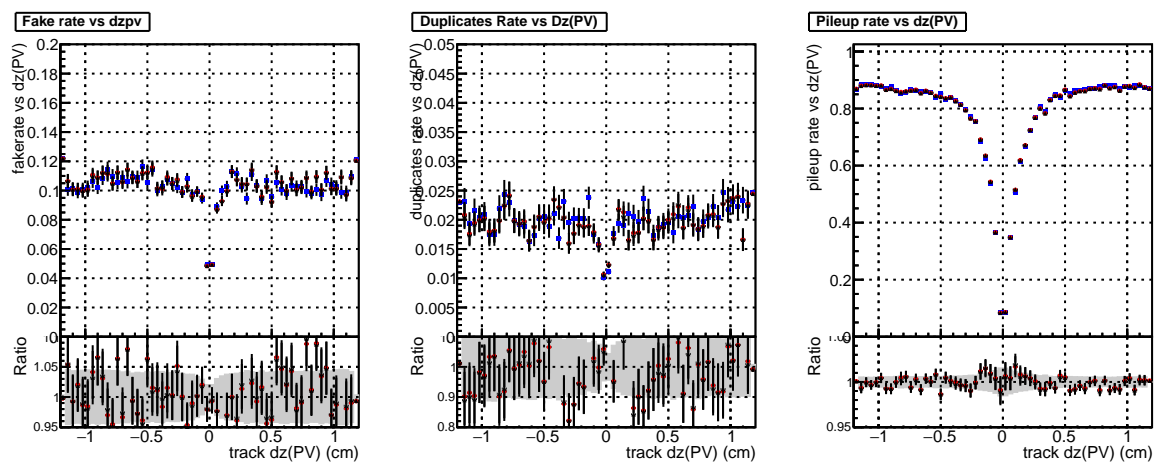 Fake rate vs dzpv
fakerate vs dz(PV)
0.2
0.18
0.16
0.14
0.12
0.1
0.08
0.06
0.04
0.02
0
Ratio
1.05
1
0.95
−1 −0.5 0 0.5 1
track dz(PV) (cm)
Duplicates Rate vs Dz(PV)
duplicates rate vs dz(PV)
0.05
0.045
0.04
0.035
0.03
0.025
0.02
0.015
0.01
0.005
0
Ratio
0.9
0.8
−1 −0.5 0 0.5 1
track dz(PV) (cm)
Pileup rate vs dz(PV)
pileup rate vs dz(PV)
1
0.8
0.6
0.4
0.2
0
Ratio
1
0.95
−1 −0.5 0 0.5 1
track dz(PV) (cm)